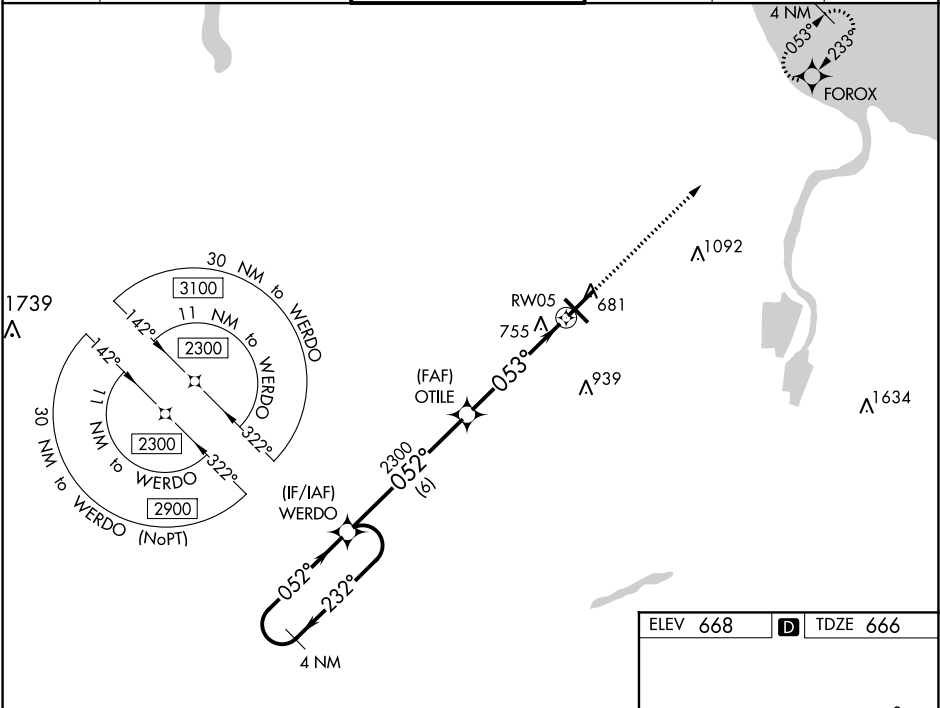 4 NM
053°
233°
FOROX
1092
30 NM to WERDO
3100
142°
11 NM to WERDO
2300
322°
1739
RW05
681
755
053°
939
(FAF)
OTILE
1634
142°
11 NM to WERDO
2300
322°
30 NM to WERDO (NoPT)
2900
2300
052°
(6)
(IF/IAF)
WERDO
052°
232°
4 NM
ELEV 668
D
TDZE 666